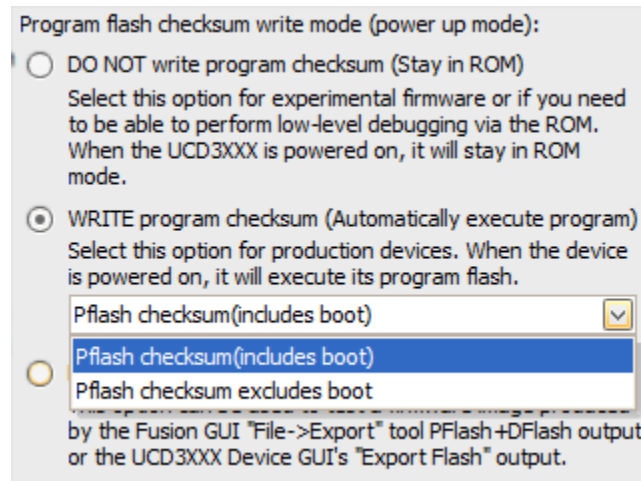 Program flash checksum write mode (power up mode):
DO NOT write program checksum (Stay in ROM)
Select this option for experimental firmware or if you need
to be able to perform low-level debugging via the ROM.
When the UCD3XXX is powered on, it will stay in ROM
mode.
WRITE program checksum (Automatically execute program)
Select this option for production devices. When the device
is powered on, it will execute its program flash.
Pflash checksum(includes boot)
Pflash checksum(includes boot)
Pflash checksum excludes boot
by the Fusion GUI "File->Export" tool PFlash+DFlash output
or the UCD3XXX Device GUI's "Export Flash" output.